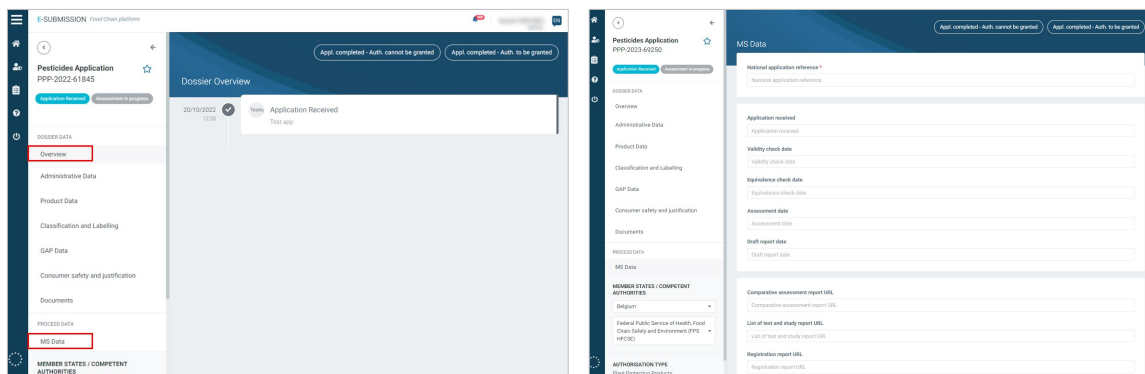 E-SUBMISSION Food Chain platform
EN
Pesticides Application
PPP-2022-61845
Application Received
Assessment in progress
DOSSIER DATA
Overview
Administrative Data
Product Data
Classification and Labelling
GAP Data
Consumer safety and justification
Documents
PROCESS DATA
MS Data
MEMBER STATES / COMPETENT
AUTHORITIES
Appl. completed - Auth. cannot be granted
Appl. completed - Auth. to be granted
Dossier Overview
20/10/2022
Application Received
Test app
Pesticides Application
PPP-2023-69250
Application Received
Assessment in progress
DOSSIER DATA
Overview
Administrative Data
Product Data
Classification and Labelling
GAP Data
Consumer safety and justification
Documents
PROCESS DATA
MS Data
MEMBER STATES / COMPETENT
AUTHORITIES
Belgium
Federal Public Service of Health, Food
Chain Safety and Environment (FPS
HFCSE)
AUTHORISATION TYPE
Plant Protection Products
Appl. completed - Auth. cannot be granted
Appl. completed - Auth. to be granted
MS Data
National application reference *
National application reference
Application received
Application received
Validity check date
Validity check date
Equivalence check date
Equivalence check date
Assessment date
Assessment date
Draft report date
Draft report date
Comparative assessment report URL
Comparative assessment report URL
List of test and study report URL
List of test and study report URL
Registration report URL
Registration report URL